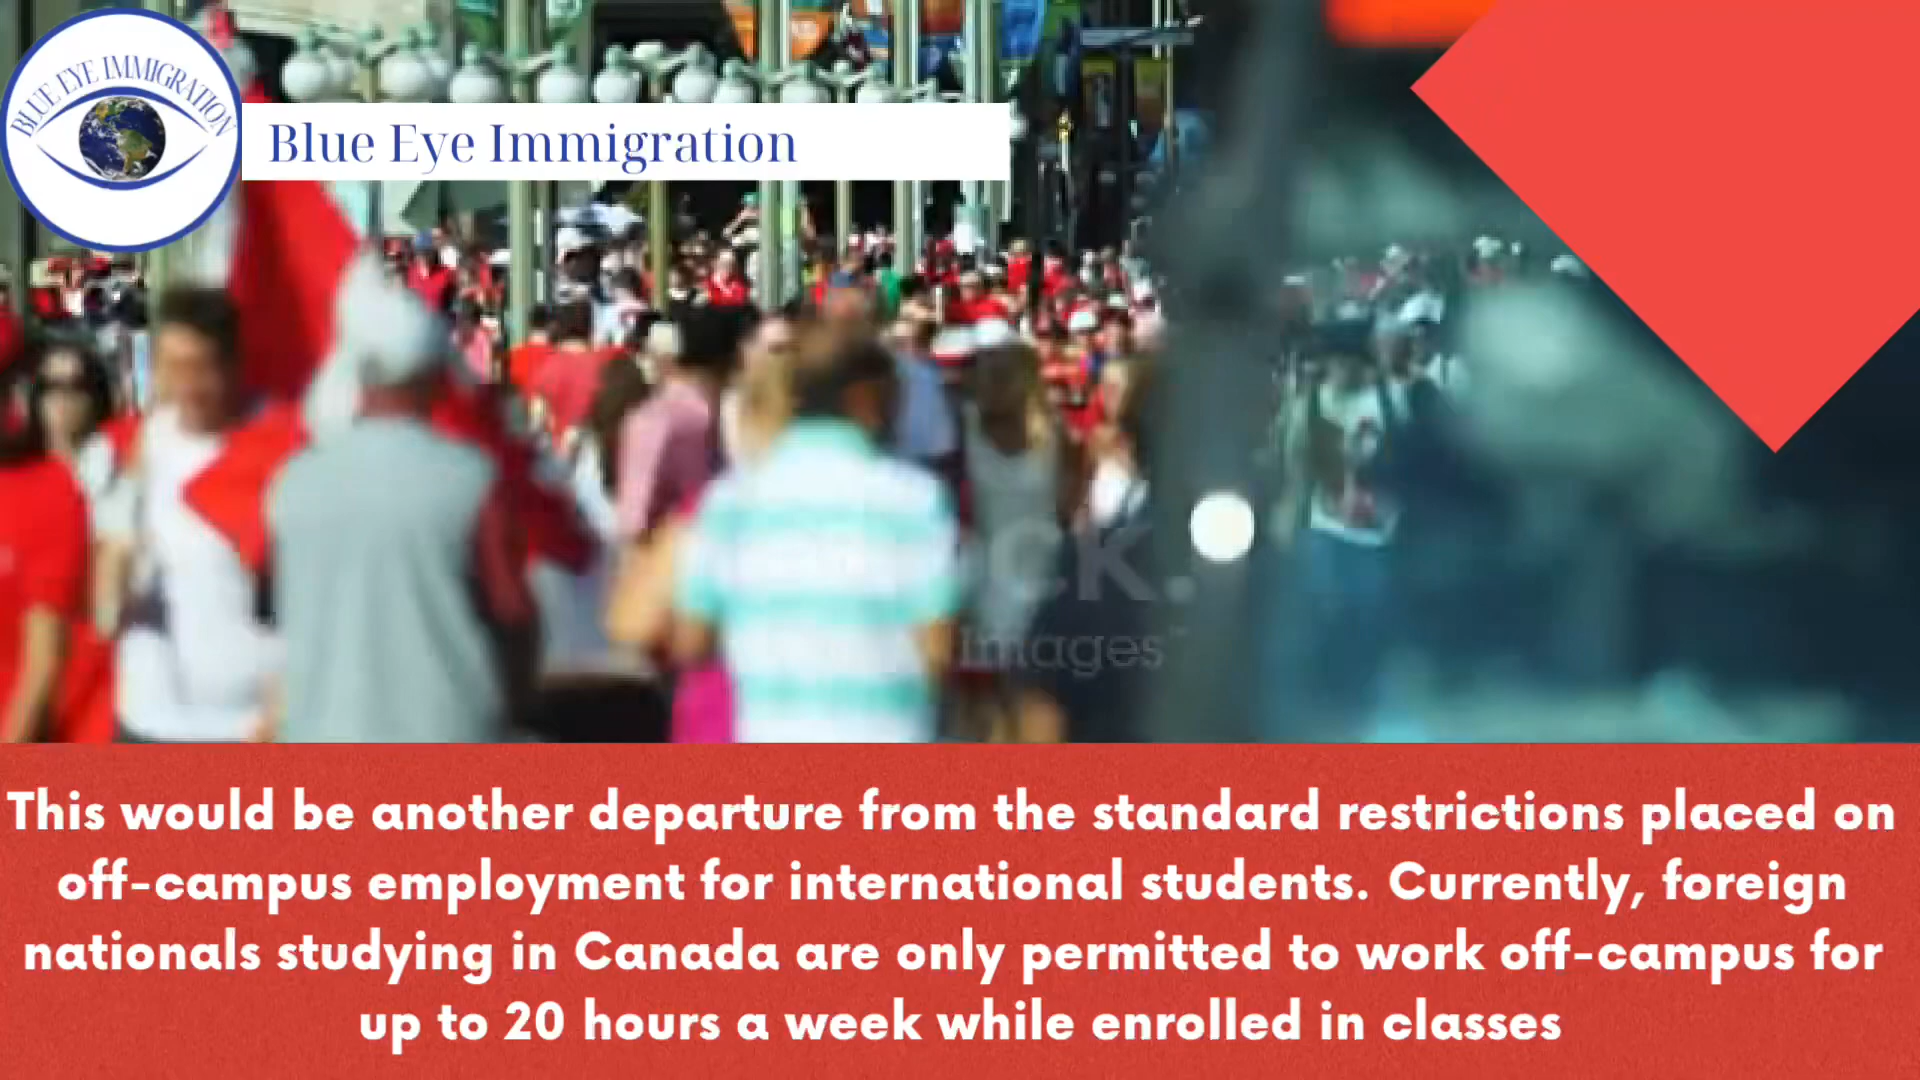 BLUE EYE IMMIGRATION
Blue Eye Immigration
ck.
Images™
This would be another departure from the standard restrictions placed on
off-campus employment for international students. Currently, foreign
nationals studying in Canada are only permitted to work off-campus for
up to 20 hours a week while enrolled in classes